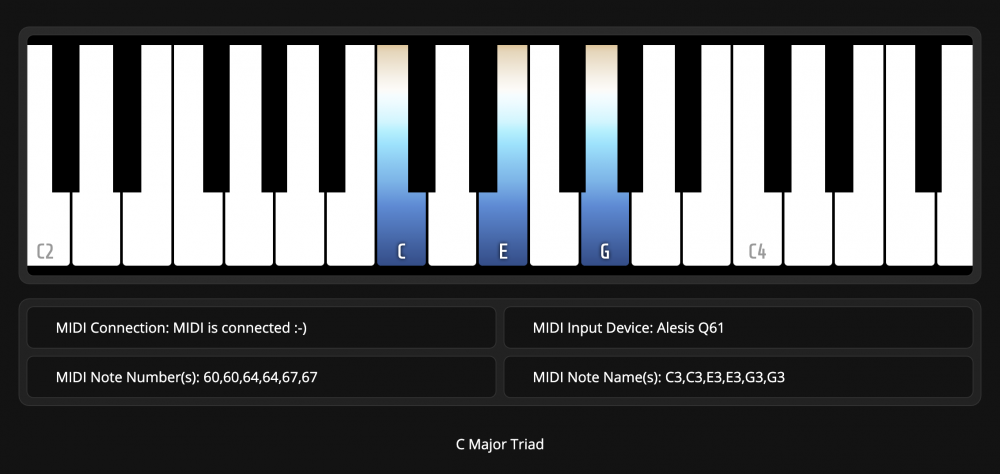 C2 C E G C4
MIDI Connection: MIDI is connected :-)
MIDI Input Device: Alesis Q61
MIDI Note Number(s): 60,60,64,64,67,67
MIDI Note Name(s): C3,C3,E3,E3,G3,G3
C Major Triad